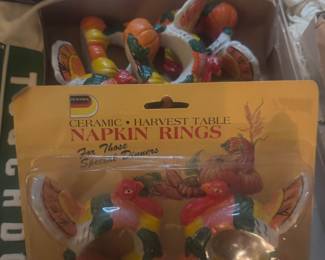 CERAMIC • HARVEST TABLE
NAPKIN RINGS
For Those
Special Dinners